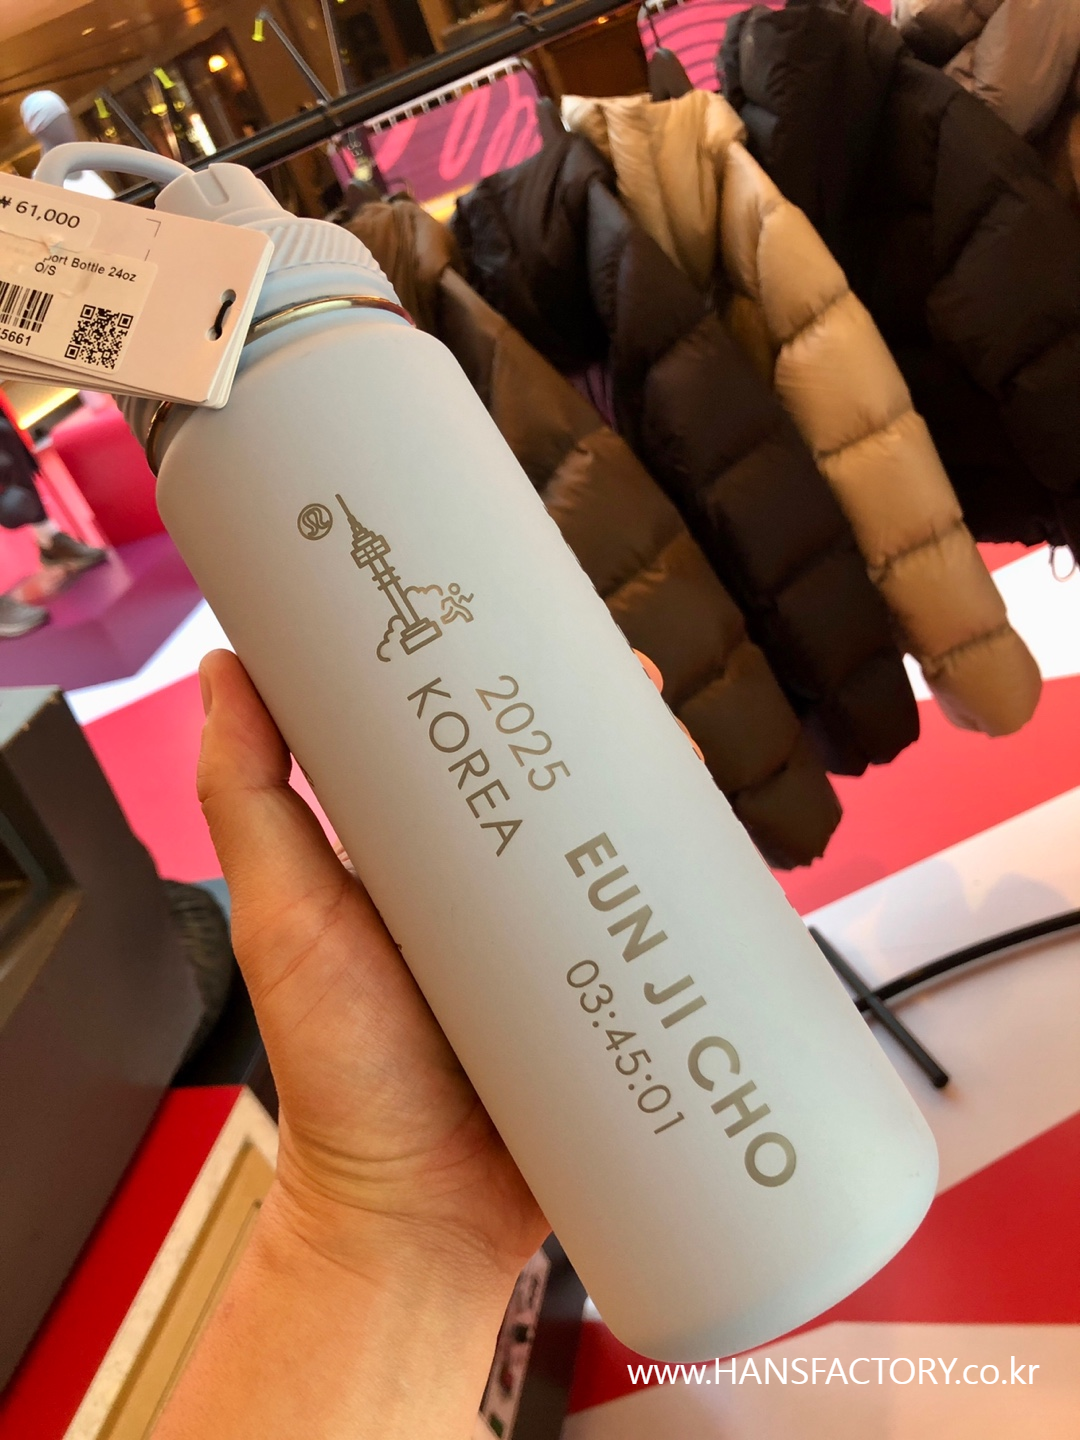 ₩ 61,000
port Bottle 24oz
O/S
5661
2025
KOREA
EUN JI CHO
03:45:01
www.HANSFACTORY.co.kr